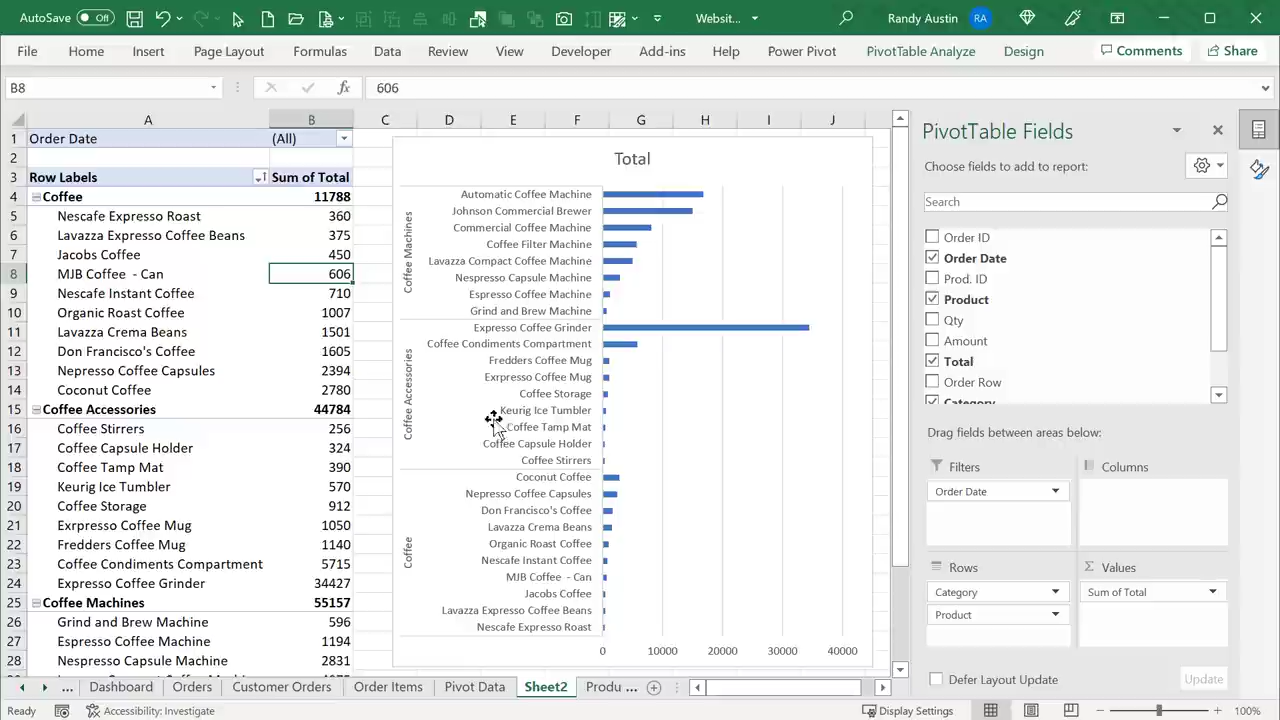 AutoSave Off Websit... Randy Austin RA
File Home Insert Page Layout Formulas Data Review View Developer Add-ins Help Power Pivot PivotTable Analyze Design Comments Share
B8 fx 606
A B C D E F G H I J
1 Order Date (All)
2
3 Row Labels Sum of Total
4 Coffee 11788
5 Nescafe Expresso Roast 360
6 Lavazza Expresso Coffee Beans 375
7 Jacobs Coffee 450
8 MJB Coffee  - Can 606
9 Nescafe Instant Coffee 710
10 Organic Roast Coffee 1007
11 Lavazza Crema Beans 1501
12 Don Francisco's Coffee 1605
13 Nepresso Coffee Capsules 2394
14 Coconut Coffee 2780
15 Coffee Accessories 44784
16 Coffee Stirrers 256
17 Coffee Capsule Holder 324
18 Coffee Tamp Mat 390
19 Keurig Ice Tumbler 570
20 Coffee Storage 912
21 Exrpresso Coffee Mug 1050
22 Fredders Coffee Mug 1140
23 Coffee Condiments Compartment 5715
24 Expresso Coffee Grinder 34427
25 Coffee Machines 55157
26 Grind and Brew Machine 596
27 Espresso Coffee Machine 1194
28 Nespresso Capsule Machine 2831
Total
Coffee Machines
Automatic Coffee Machine
Johnson Commercial Brewer
Commercial Coffee Machine
Coffee Filter Machine
Lavazza Compact Coffee Machine
Nespresso Capsule Machine
Espresso Coffee Machine
Grind and Brew Machine
Coffee Accessories
Expresso Coffee Grinder
Coffee Condiments Compartment
Fredders Coffee Mug
Exrpresso Coffee Mug
Coffee Storage
Keurig Ice Tumbler
Coffee Tamp Mat
Coffee Capsule Holder
Coffee Stirrers
Coffee
Coconut Coffee
Nepresso Coffee Capsules
Don Francisco's Coffee
Lavazza Crema Beans
Organic Roast Coffee
Nescafe Instant Coffee
MJB Coffee  - Can
Jacobs Coffee
Lavazza Expresso Coffee Beans
Nescafe Expresso Roast
0 10000 20000 30000 40000
PivotTable Fields
Choose fields to add to report:
Search
Order ID
Order Date
Prod. ID
Product
Qty
Amount
Total
Order Row
Category
Drag fields between areas below:
Filters Columns
Order Date
Rows Σ Values
Category Sum of Total
Product
Defer Layout Update Update
... Dashboard Orders Customer Orders Order Items Pivot Data Sheet2 Produ ...
Ready Accessibility: Investigate Display Settings 100%